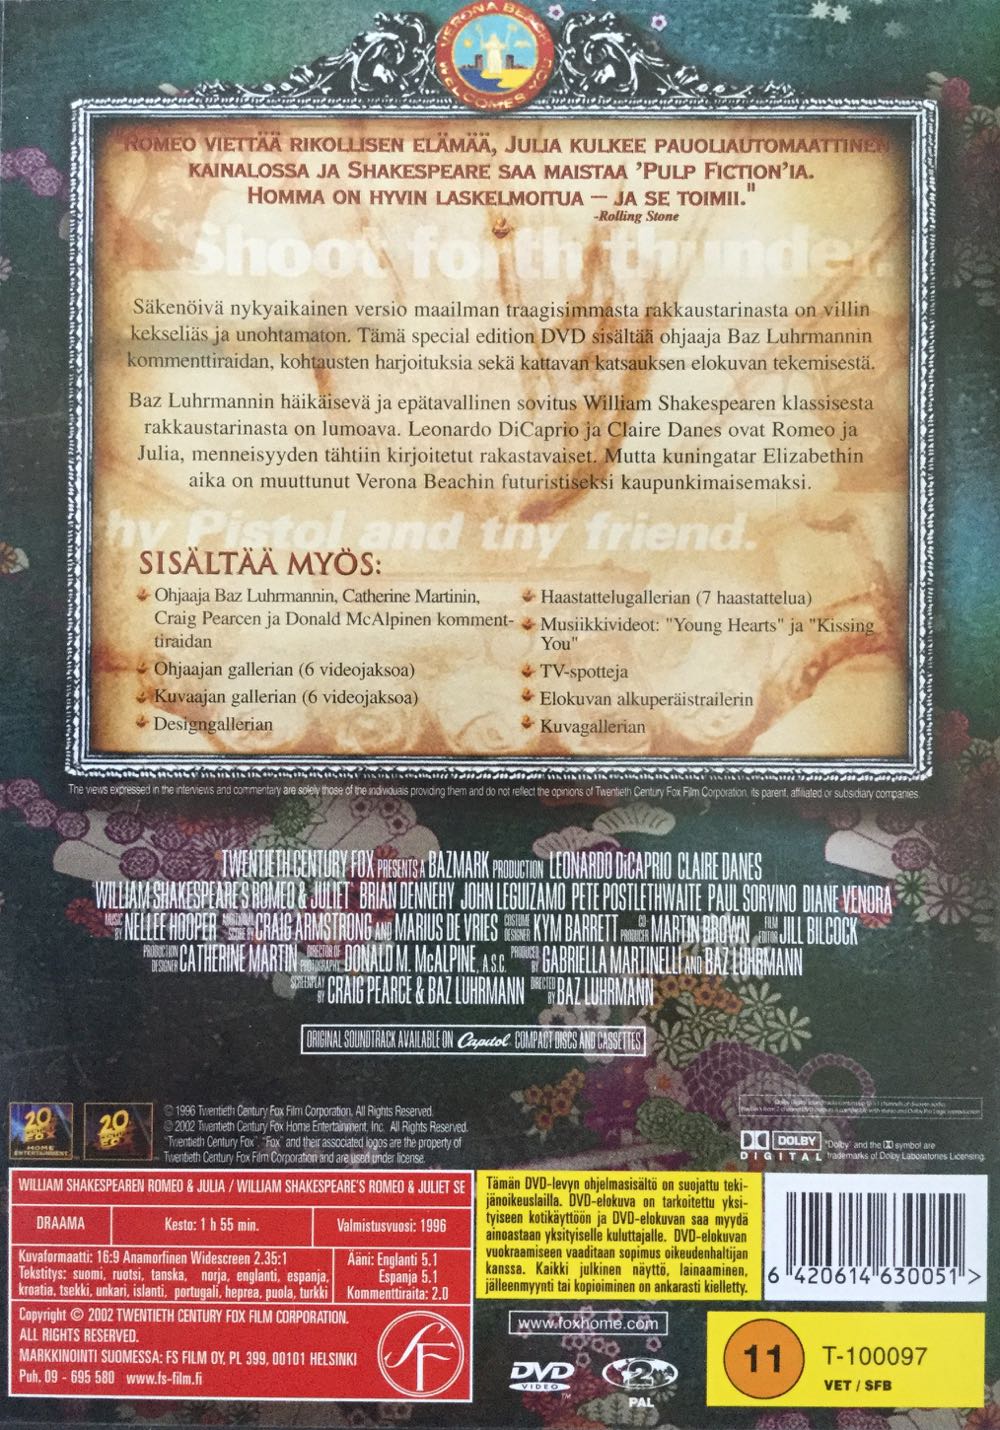 VERONA BEACH
WELCOMES YOU
ROMEO VIETTÄÄ RIKOLLISEN ELÄMÄÄ, JULIA KULKEE PAUOLIAUTOMAATTINEN
KAINALOSSA JA SHAKESPEARE SAA MAISTAA 'PULP FICTION'IA.
HOMMA ON HYVIN LASKELMOITUA – JA SE TOIMII."
-Rolling Stone
Shoot forth thunder.
Säkenöivä nykyaikainen versio maailman traagisimmasta rakkaustarinasta on villin
kekseliäs ja unohtamaton. Tämä special edition DVD sisältää ohjaaja Baz Luhrmannin
kommenttiraidan, kohtausten harjoituksia sekä kattavan katsauksen elokuvan tekemisestä.
Baz Luhrmannin häikäisevä ja epätavallinen sovitus William Shakespearen klassisesta
rakkaustarinasta on lumoava. Leonardo DiCaprio ja Claire Danes ovat Romeo ja
Julia, menneisyyden tähtiin kirjoitetut rakastavaiset. Mutta kuningatar Elizabethin
aika on muuttunut Verona Beachin futuristiseksi kaupunkimaisemaksi.
hy Pistol and thy friend.
SISÄLTÄÄ MYÖS:
Ohjaaja Baz Luhrmannin, Catherine Martinin,
Craig Pearcen ja Donald McAlpinen komment-
tiraidan
Ohjaajan gallerian (6 videojaksoa)
Kuvaajan gallerian (6 videojaksoa)
Designgallerian
Haastattelugallerian (7 haastattelua)
Musiikkivideot: "Young Hearts" ja "Kissing
You"
TV-spotteja
Elokuvan alkuperäistrailerin
Kuvagallerian
The views expressed in the interviews and commentary are solely those of the individuals providing them and do not reflect the opinions of Twentieth Century Fox Film Corporation, its parent, affiliated or subsidiary companies.
TWENTIETH CENTURY FOX PRESENTS A BAZMARK PRODUCTION LEONARDO DiCAPRIO CLAIRE DANES
WILLIAM SHAKESPEARE'S ROMEO & JULIET BRIAN DENNEHY JOHN LEGUIZAMO PETE POSTLETHWAITE PAUL SORVINO DIANE VENORA
MUSIC BY NELLEE HOOPER ADDITIONAL SCORE BY CRAIG ARMSTRONG AND MARIUS DE VRIES COSTUME DESIGNER KYM BARRETT CO-PRODUCER MARTIN BROWN FILM EDITOR JILL BILCOCK
PRODUCTION DESIGNER CATHERINE MARTIN DIRECTOR OF PHOTOGRAPHY DONALD M. McALPINE, A.S.C. PRODUCED BY GABRIELLA MARTINELLI AND BAZ LUHRMANN
SCREENPLAY BY CRAIG PEARCE & BAZ LUHRMANN DIRECTED BY BAZ LUHRMANN
ORIGINAL SOUNDTRACK AVAILABLE ON Capitol COMPACT DISCS AND CASSETTES
20
HOME
ENTERTAINMENT
20
© 1996 Twentieth Century Fox Film Corporation. All Rights Reserved.
© 2002 Twentieth Century Fox Home Entertainment, Inc. All Rights Reserved.
"Twentieth Century Fox", "Fox" and their associated logos are the property of
Twentieth Century Fox Film Corporation and are used under license.
DOLBY
DIGITAL
"Dolby" and the DD symbol are
trademarks of Dolby Laboratories Licensing.
WILLIAM SHAKESPEAREN ROMEO & JULIA / WILLIAM SHAKESPEARE'S ROMEO & JULIET SE
DRAAMA
Kesto: 1 h 55 min.
Valmistusvuosi: 1996
Kuvaformaatti: 16:9 Anamorfinen Widescreen 2.35:1
Tekstitys: suomi, ruotsi, tanska, norja, englanti, espanja,
kroatia, tsekki, unkari, islanti, portugali, heprea, puola, turkki
Ääni: Englanti 5.1
Espanja 5.1
Kommenttiraita: 2.0
Copyright © 2002 TWENTIETH CENTURY FOX FILM CORPORATION.
ALL RIGHTS RESERVED.
MARKKINOINTI SUOMESSA: FS FILM OY, PL 399, 00101 HELSINKI
Puh. 09 - 695 580 www.fs-film.fi
SF
Tämän DVD-levyn ohjelmasisältö on suojattu teki-
jänoikeuslailla. DVD-elokuva on tarkoitettu yksi-
tyiseen kotikäyttöön ja DVD-elokuvan saa myydä
ainoastaan yksityiselle kuluttajalle. DVD-elokuvan
vuokraamiseen vaaditaan sopimus oikeudenhaltijan
kanssa. Kaikki julkinen näyttö, lainaaminen,
jälleenmyynti tai kopioiminen on ankarasti kielletty.
6 420614 630051 >
www.foxhome.com
DVD
VIDEO
TM
2
PAL
11
T-100097
VET / SFB